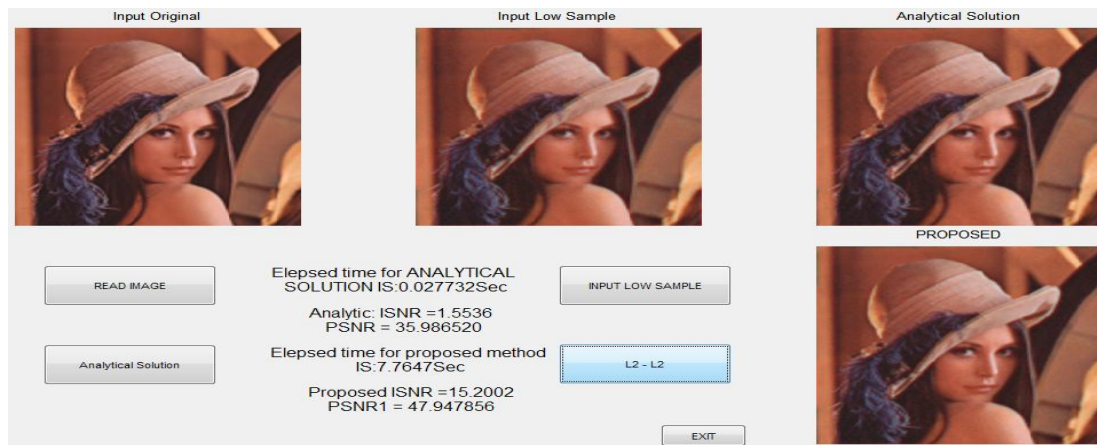 Input Original
Input Low Sample
Analytical Solution
PROPOSED
READ IMAGE
Elepsed time for ANALYTICAL
SOLUTION IS:0.027732Sec
INPUT LOW SAMPLE
Analytic: ISNR =1.5536
PSNR = 35.986520
Analytical Solution
Elepsed time for proposed method
IS:7.7647Sec
L2 - L2
Proposed ISNR =15.2002
PSNR1 = 47.947856
EXIT